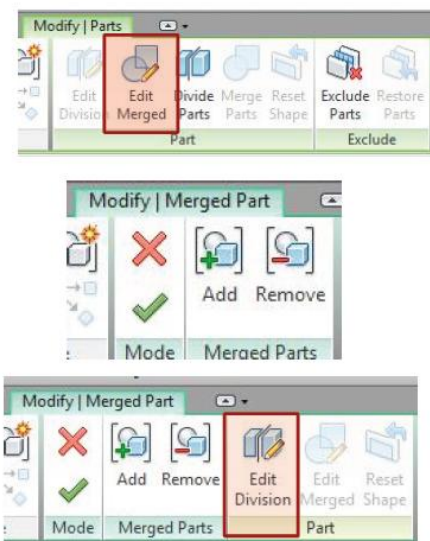 Modify | Parts
Edit Edit Divide Merge Reset Exclude Restore
Division Merged Parts Parts Shape Parts Parts
Part Exclude
Modify | Merged Part
Add Remove
Mode Merged Parts
Modify | Merged Part
Add Remove Edit Edit Reset
Division Merged Shape
Mode Merged Parts Part